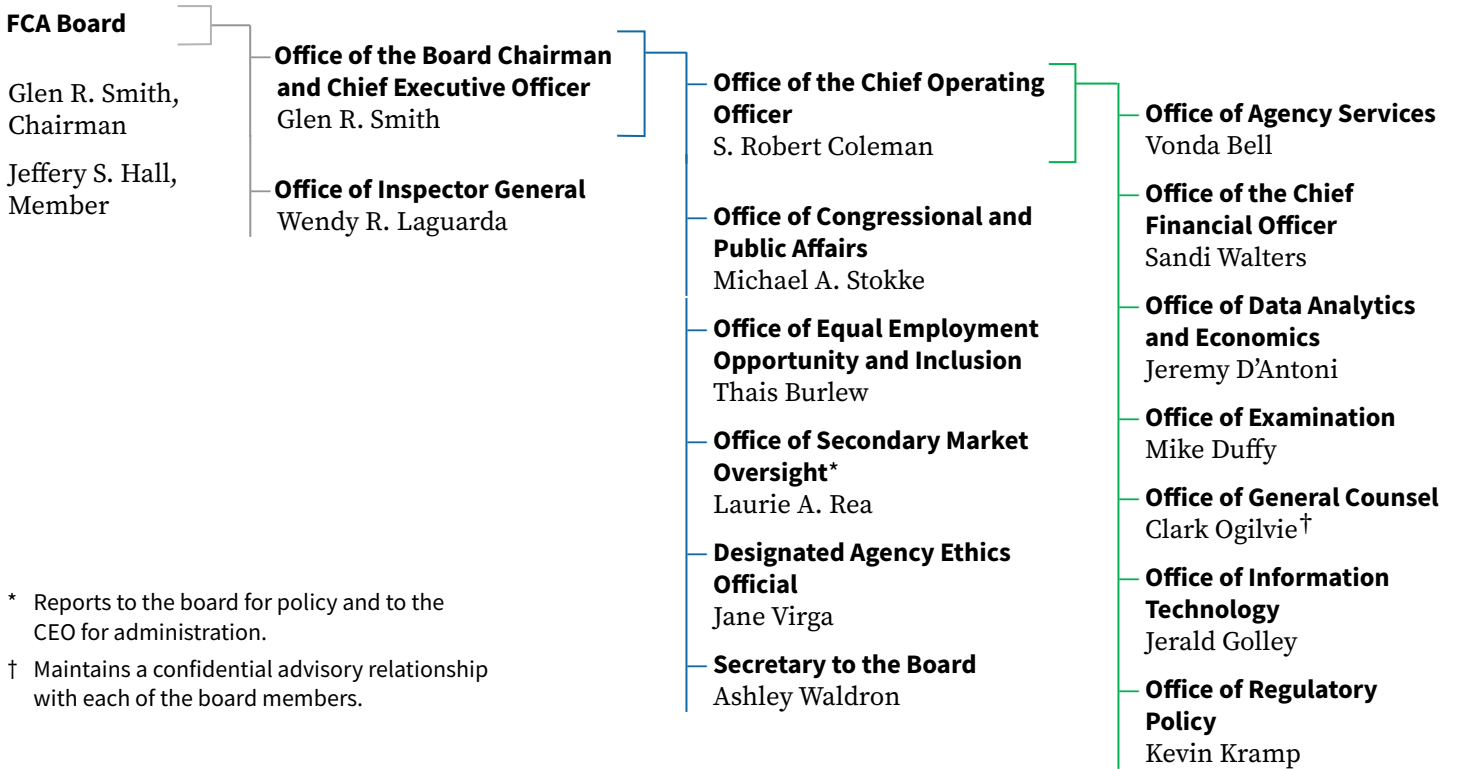 FCA Board
Glen R. Smith,
Chairman
Jeffery S. Hall,
Member
Office of the Board Chairman
and Chief Executive Officer
Glen R. Smith
Office of Inspector General
Wendy R. Laguarda
Office of the Chief Operating
Officer
S. Robert Coleman
Office of Congressional and
Public Affairs
Michael A. Stokke
Office of Equal Employment
Opportunity and Inclusion
Thais Burlew
Office of Secondary Market
Oversight*
Laurie A. Rea
Designated Agency Ethics
Official
Jane Virga
Secretary to the Board
Ashley Waldron
Office of Agency Services
Vonda Bell
Office of the Chief
Financial Officer
Sandi Walters
Office of Data Analytics
and Economics
Jeremy D’Antoni
Office of Examination
Mike Duffy
Office of General Counsel
Clark Ogilvie†
Office of Information
Technology
Jerald Golley
Office of Regulatory
Policy
Kevin Kramp
* Reports to the board for policy and to the
CEO for administration.
† Maintains a confidential advisory relationship
with each of the board members.